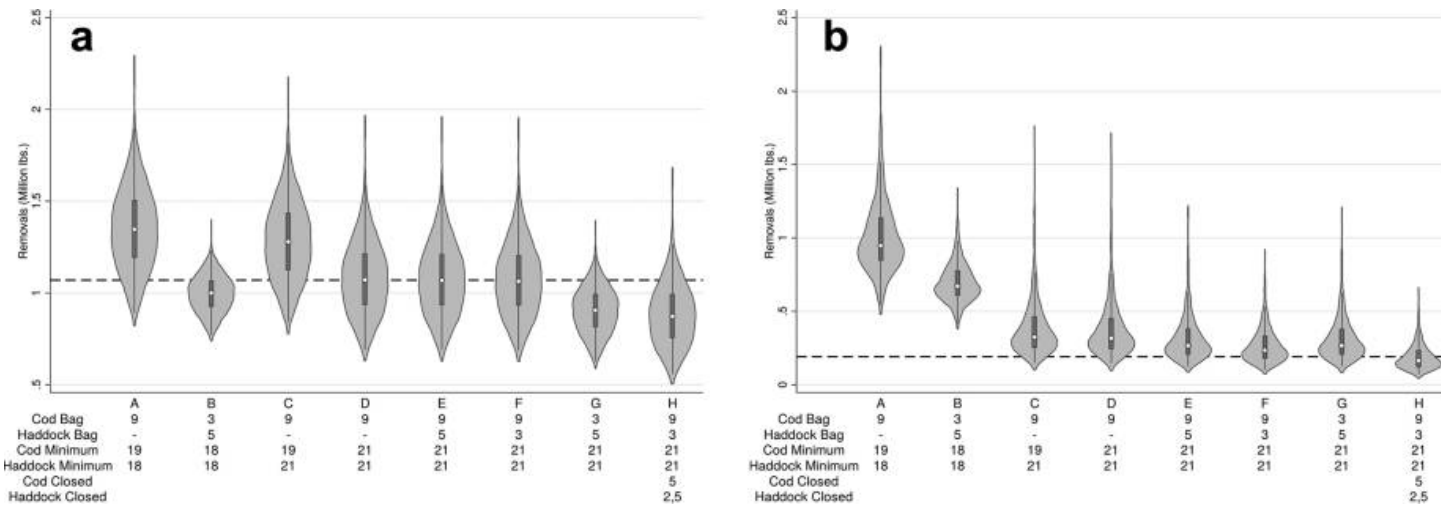 a
Removals (Million lbs.)
2.5
2
1.5
1
.5
A B C D E F G H
Cod Bag 9 3 9 9 9 9 3 9
Haddock Bag - 5 - - 5 3 5 3
Cod Minimum 19 18 19 21 21 21 21 21
Haddock Minimum 18 18 21 21 21 21 21 21
Cod Closed 5
Haddock Closed 2,5
b
Removals (Million lbs.)
2.5
2
1.5
1
.5
0
A B C D E F G H
Cod Bag 9 3 9 9 9 9 3 9
Haddock Bag - 5 - - 5 3 5 3
Cod Minimum 19 18 19 21 21 21 21 21
Haddock Minimum 18 18 21 21 21 21 21 21
Cod Closed 5
Haddock Closed 2,5